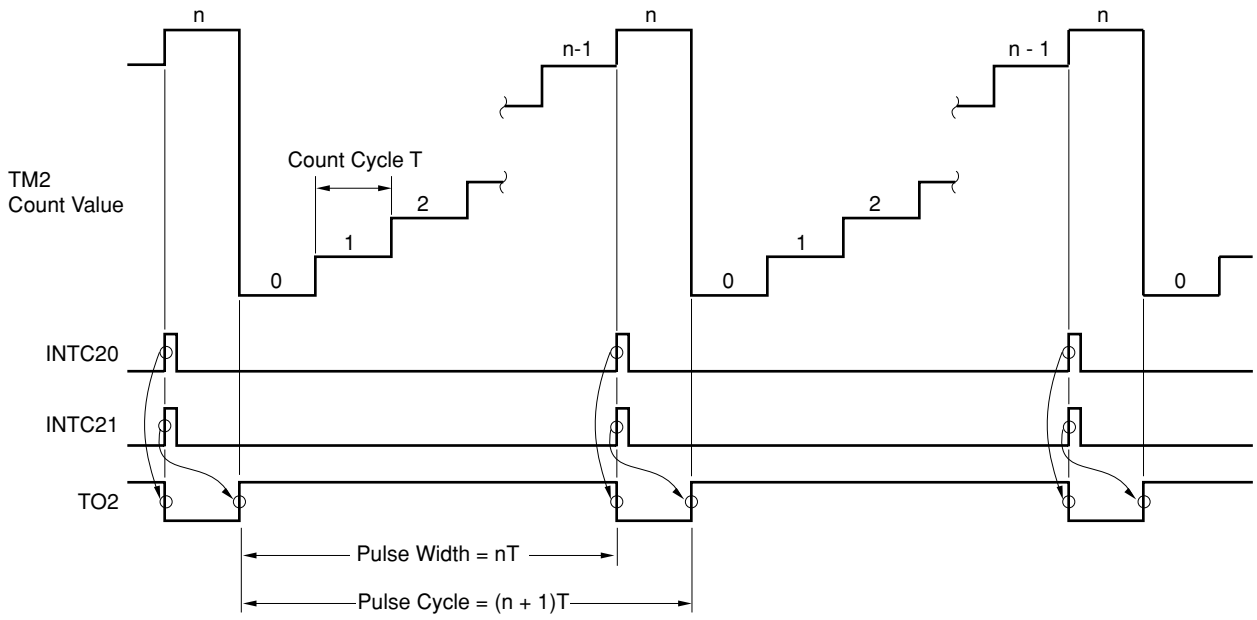 n
n
n
n-1
n - 1
Count Cycle T
TM2
Count Value
2
2
1
1
0
0
0
INTC20
INTC21
TO2
Pulse Width = nT
Pulse Cycle = (n + 1)T